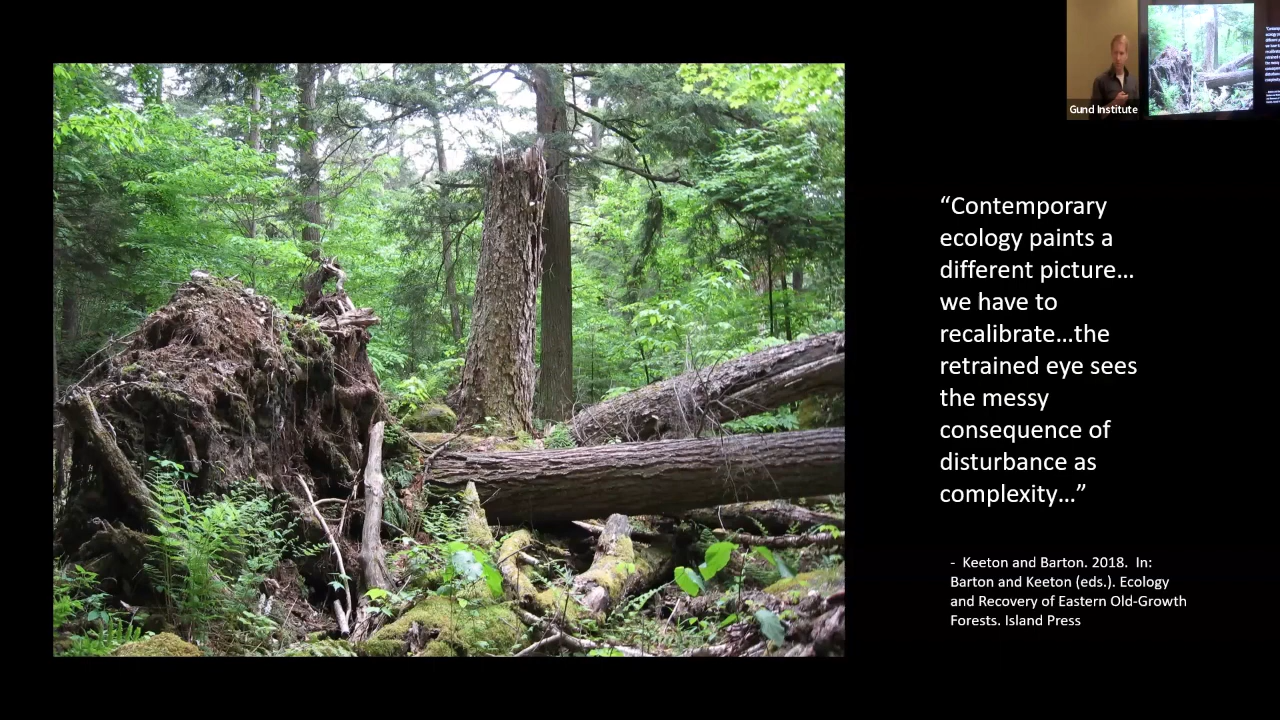 Gund Institute
“Contemporary
ecology paints a
different picture…
we have to
recalibrate…the
retrained eye sees
the messy
consequence of
disturbance as
complexity…”
- Keeton and Barton. 2018. In:
Barton and Keeton (eds.). Ecology
and Recovery of Eastern Old-Growth
Forests. Island Press